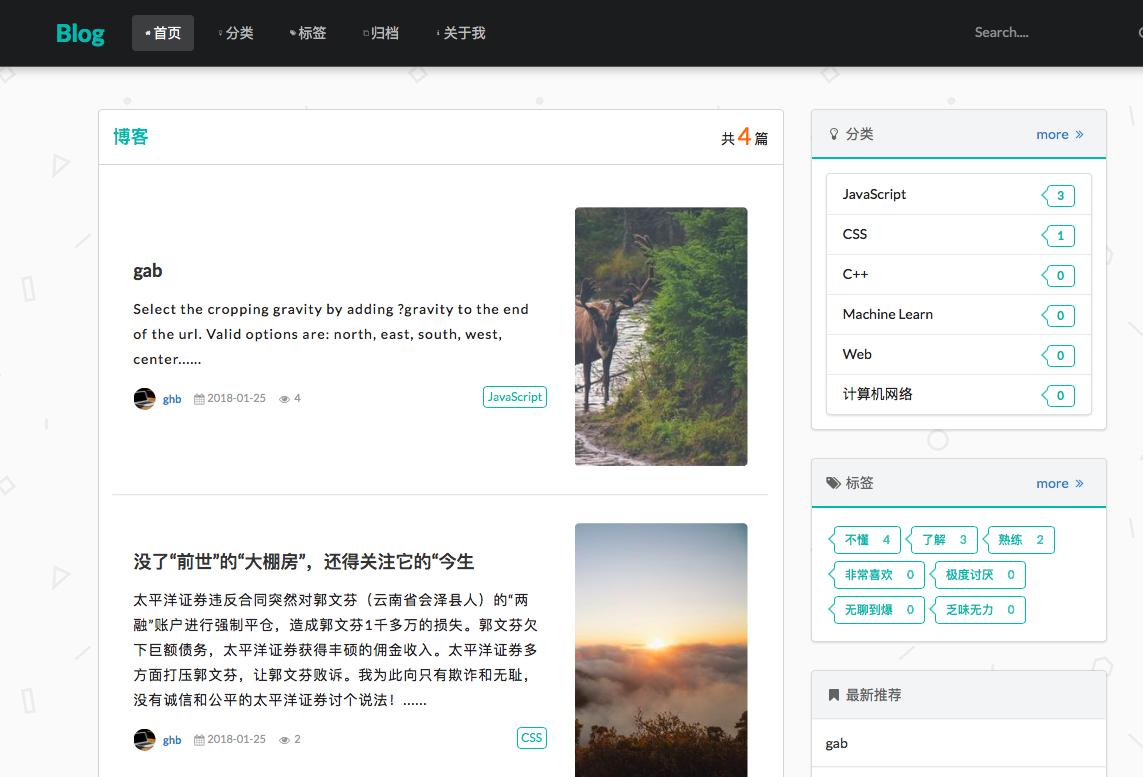 Blog 首页 分类 标签 归档 关于我 Search....
博客 共4篇
gab
Select the cropping gravity by adding ?gravity to the end
of the url. Valid options are: north, east, south, west,
center......
ghb 2018-01-25 4 JavaScript
没了“前世”的“大棚房”，还得关注它的“今生
太平洋证券违反合同突然对郭文芬（云南省会泽县人）的“两
融”账户进行强制平仓，造成郭文芬1千多万的损失。郭文芬欠
下巨额债务，太平洋证券获得丰硕的佣金收入。太平洋证券多
方面打压郭文芬，让郭文芬败诉。我为此向只有欺诈和无耻，
没有诚信和公平的太平洋证券讨个说法！......
ghb 2018-01-25 2 CSS
分类 more
JavaScript 3
CSS 1
C++ 0
Machine Learn 0
Web 0
计算机网络 0
标签 more
不懂 4 了解 3 熟练 2
非常喜欢 0 极度讨厌 0
无聊到爆 0 乏味无力 0
最新推荐
gab